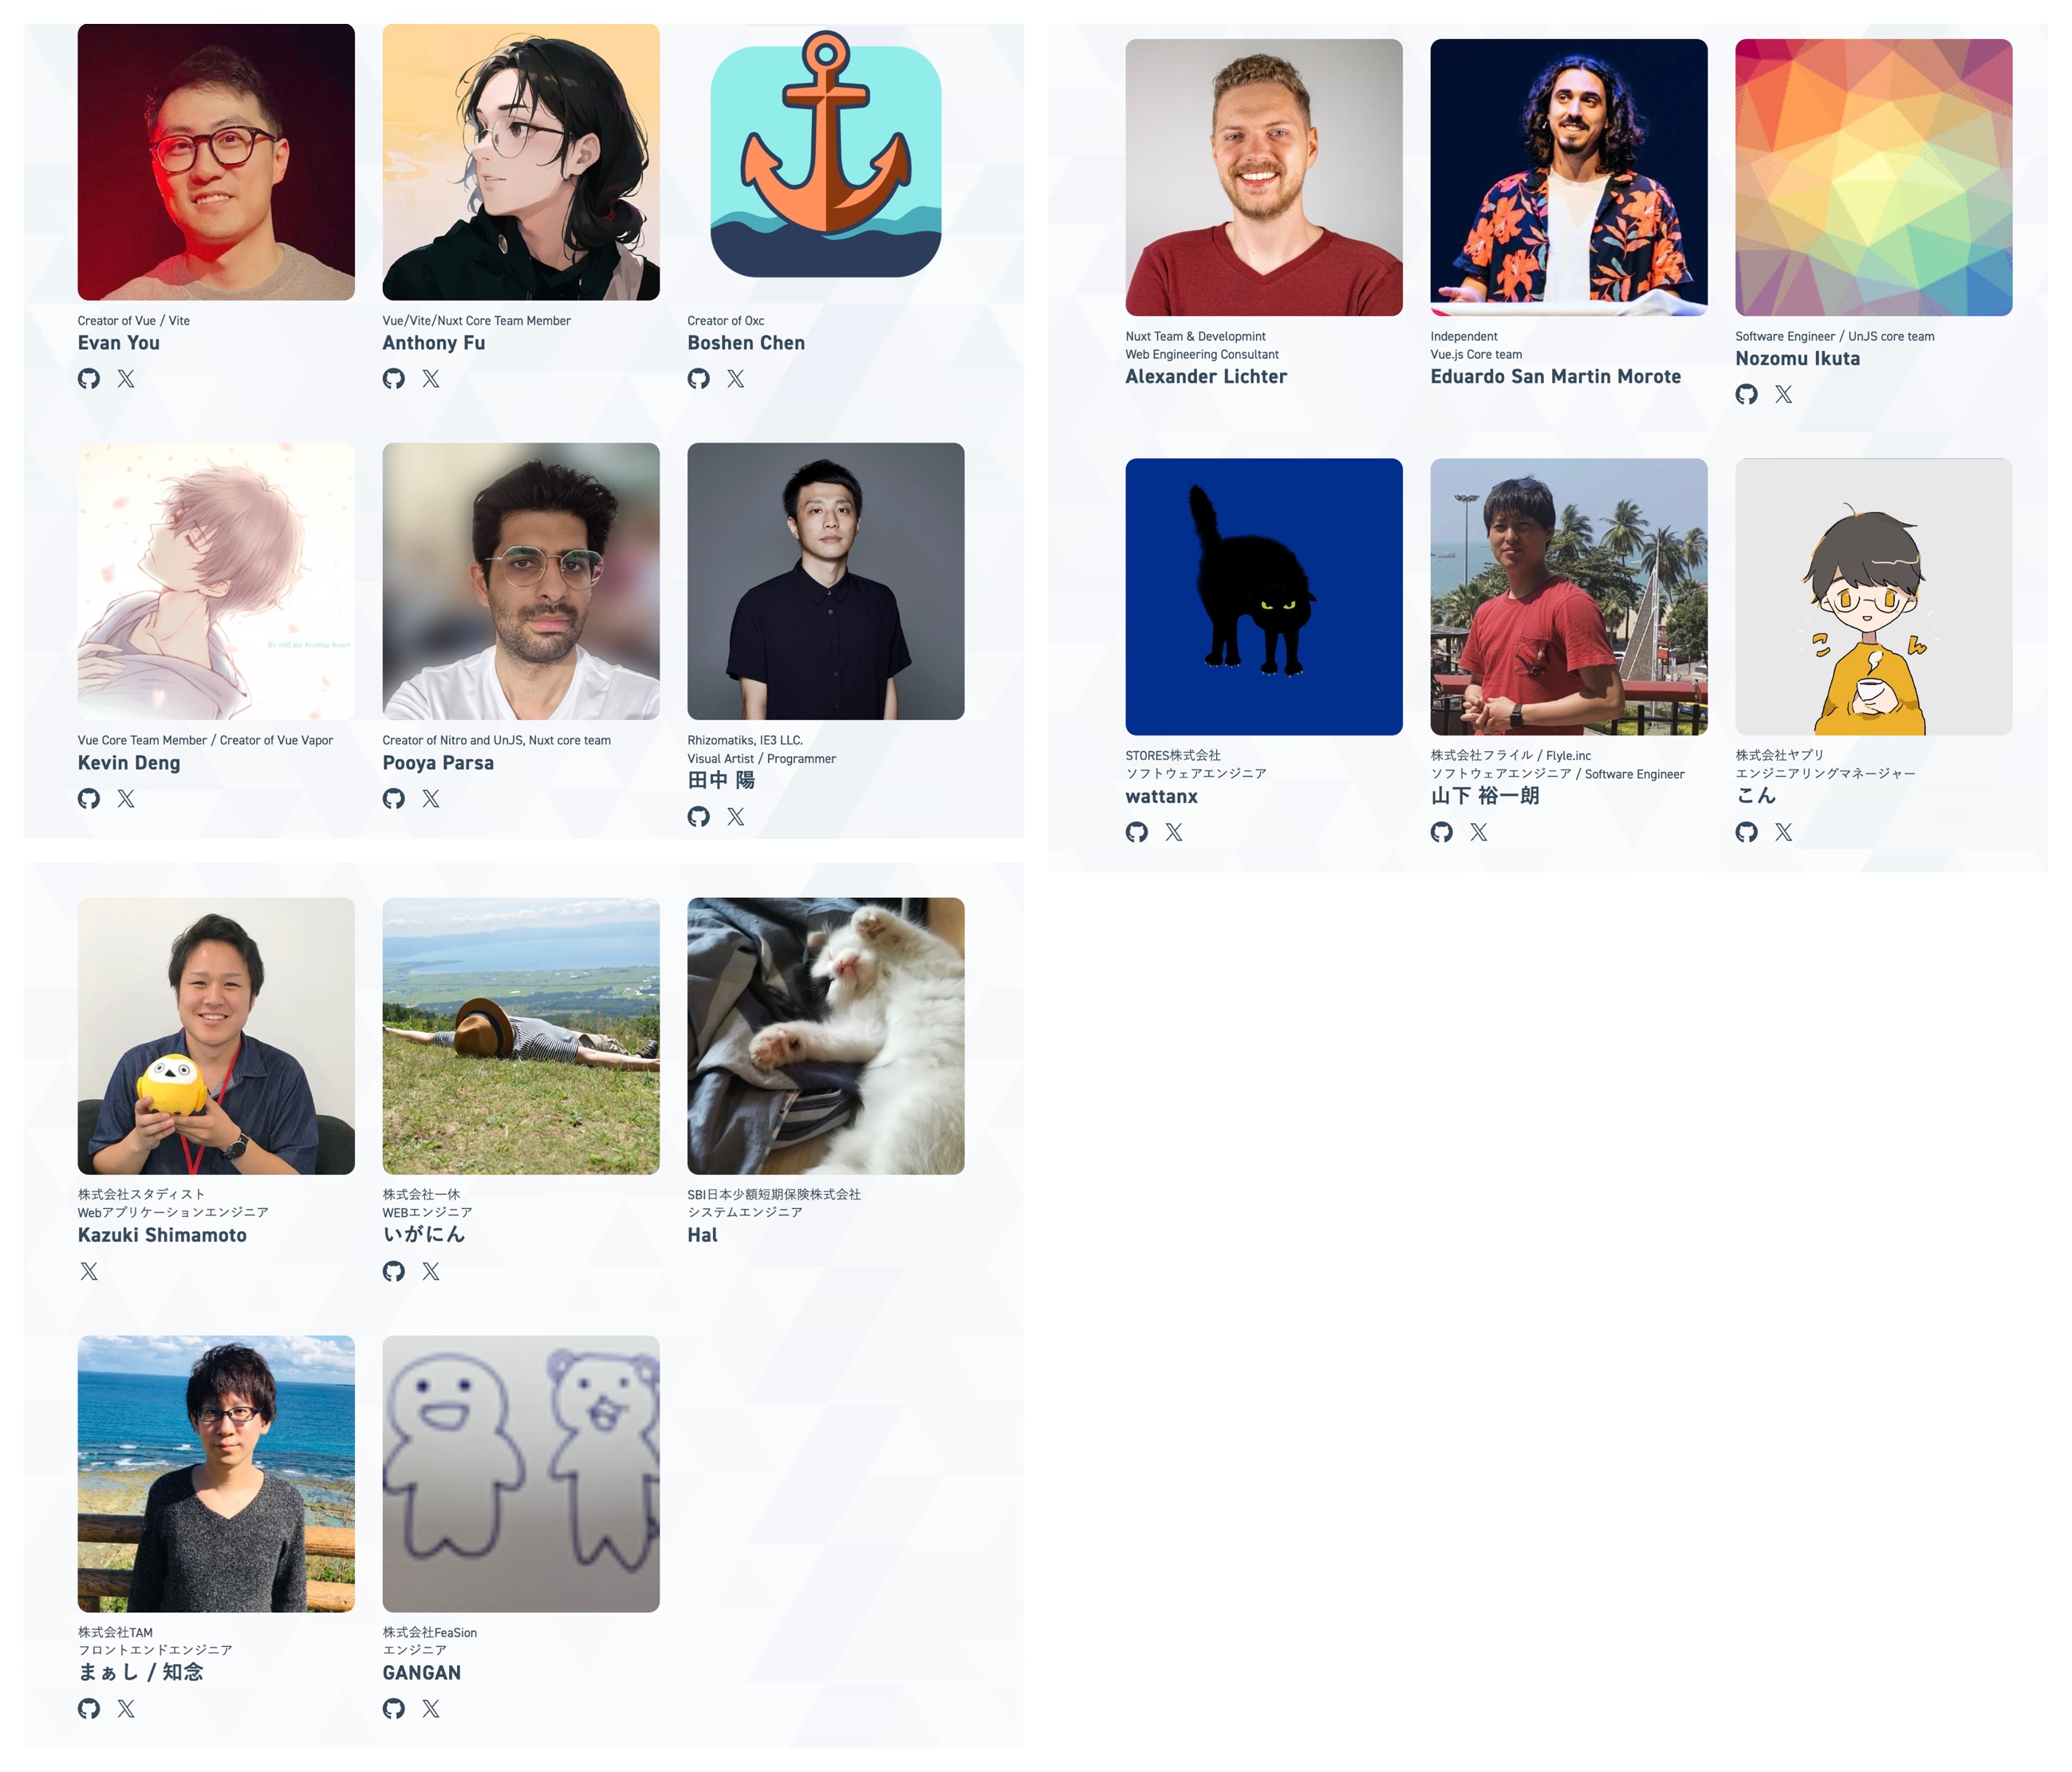 Creator of Vue / Vite
Evan You
Vue/Vite/Nuxt Core Team Member
Anthony Fu
Creator of Oxc
Boshen Chen
Re:still my beating heart
Vue Core Team Member / Creator of Vue Vapor
Kevin Deng
Creator of Nitro and UnJS, Nuxt core team
Pooya Parsa
Rhizomatiks, IE3 LLC.
Visual Artist / Programmer
田中 陽
Nuxt Team & Developmint
Web Engineering Consultant
Alexander Lichter
Independent
Vue.js Core team
Eduardo San Martin Morote
Software Engineer / UnJS core team
Nozomu Ikuta
STORES株式会社
ソフトウェアエンジニア
wattanx
株式会社フライル / Flyle.inc
ソフトウェアエンジニア / Software Engineer
山下 裕一朗
こん
株式会社ヤプリ
エンジニアリングマネージャー
こん
株式会社スタディスト
Webアプリケーションエンジニア
Kazuki Shimamoto
株式会社一休
WEBエンジニア
いがにん
SBI日本少額短期保険株式会社
システムエンジニア
Hal
株式会社TAM
フロントエンドエンジニア
まぁし / 知念
株式会社FeaSion
エンジニア
GANGAN